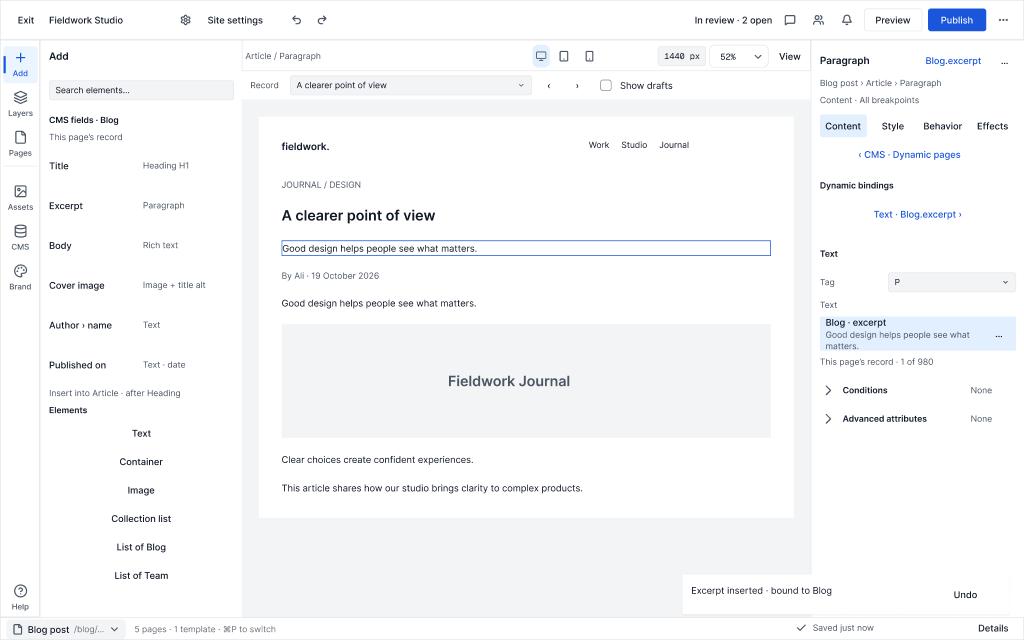 Exit
Fieldwork Studio
Site settings
In review · 2 open
Preview
Publish
Add
Layers
Pages
Assets
CMS
Brand
Help
Add
Search elements...
CMS fields · Blog
This page's record
Title Heading H1
Excerpt Paragraph
Body Rich text
Cover image Image + title alt
Author › name Text
Published on Text · date
Insert into Article · after Heading
Elements
Text
Container
Image
Collection list
List of Blog
List of Team
Article / Paragraph
1440 px
52%
View
Record
A clearer point of view
‹ ›
Show drafts
fieldwork.
Work Studio Journal
JOURNAL / DESIGN
A clearer point of view
Good design helps people see what matters.
By Ali · 19 October 2026
Good design helps people see what matters.
Fieldwork Journal
Clear choices create confident experiences.
This article shares how our studio brings clarity to complex products.
Paragraph
Blog.excerpt
...
Blog post › Article › Paragraph
Content · All breakpoints
Content Style Behavior Effects
‹ CMS · Dynamic pages
Dynamic bindings
Text · Blog.excerpt ›
Text
Tag P
Text
Blog · excerpt
Good design helps people see what
matters.
...
This page's record · 1 of 980
Conditions None
Advanced attributes None
Excerpt inserted · bound to Blog
Undo
Blog post /blog/...
5 pages · 1 template · ⌘P to switch
Saved just now
Details